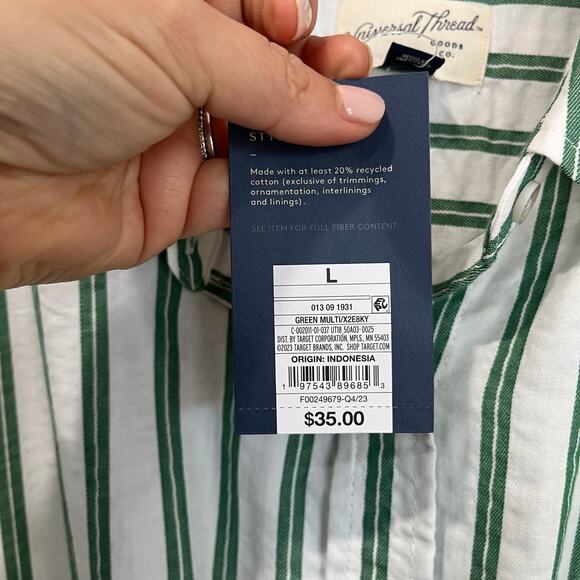 Universal Thread™
GOODS
CO.
Made with at least 20% recycled
cotton (exclusive of trimmings,
ornamentation, interlinings
and linings).
SEE ITEM FOR FULL FIBER CONTENT.
L
013 09 1931
GREEN MULTI/X2E8KY
C-002011-01-037 UT18_50A03-0025
DIST. BY TARGET CORPORATION, MPLS., MN 55403
©2023 TARGET BRANDS, INC. SHOP TARGET.COM
ORIGIN: INDONESIA
1 97543 89685 3
F00249679-Q4/23
$35.00